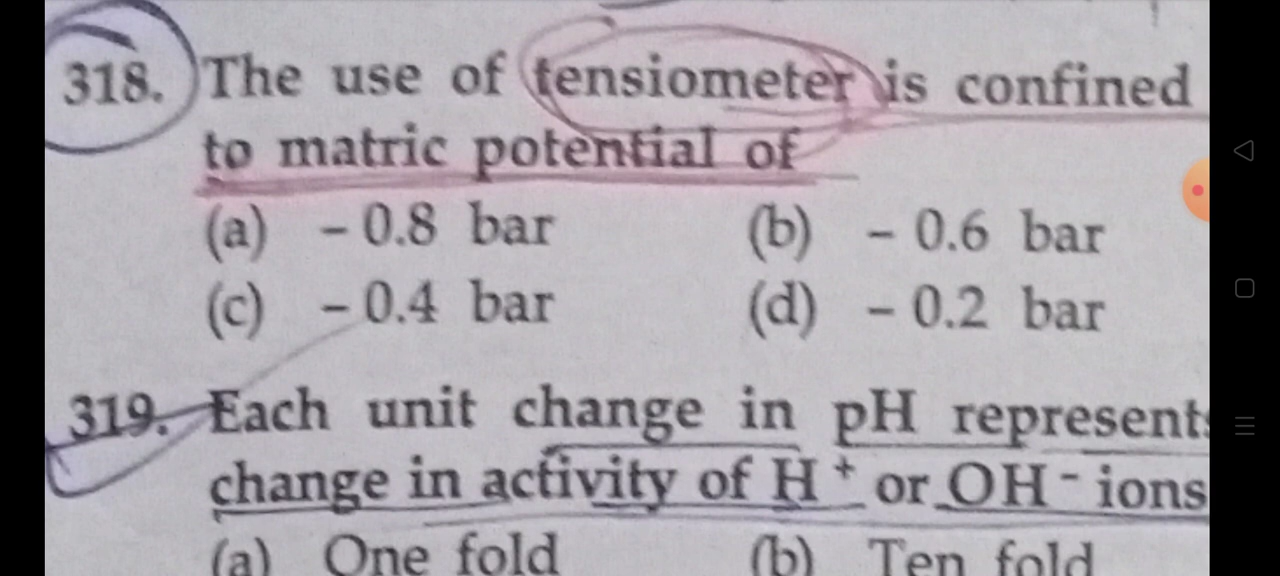 318. The use of tensiometer is confined
to matric potential of
(a) – 0.8 bar (b) – 0.6 bar
(c) – 0.4 bar (d) – 0.2 bar
319. Each unit change in pH represents
change in activity of H⁺ or OH⁻ ions
(a) One fold (b) Ten fold